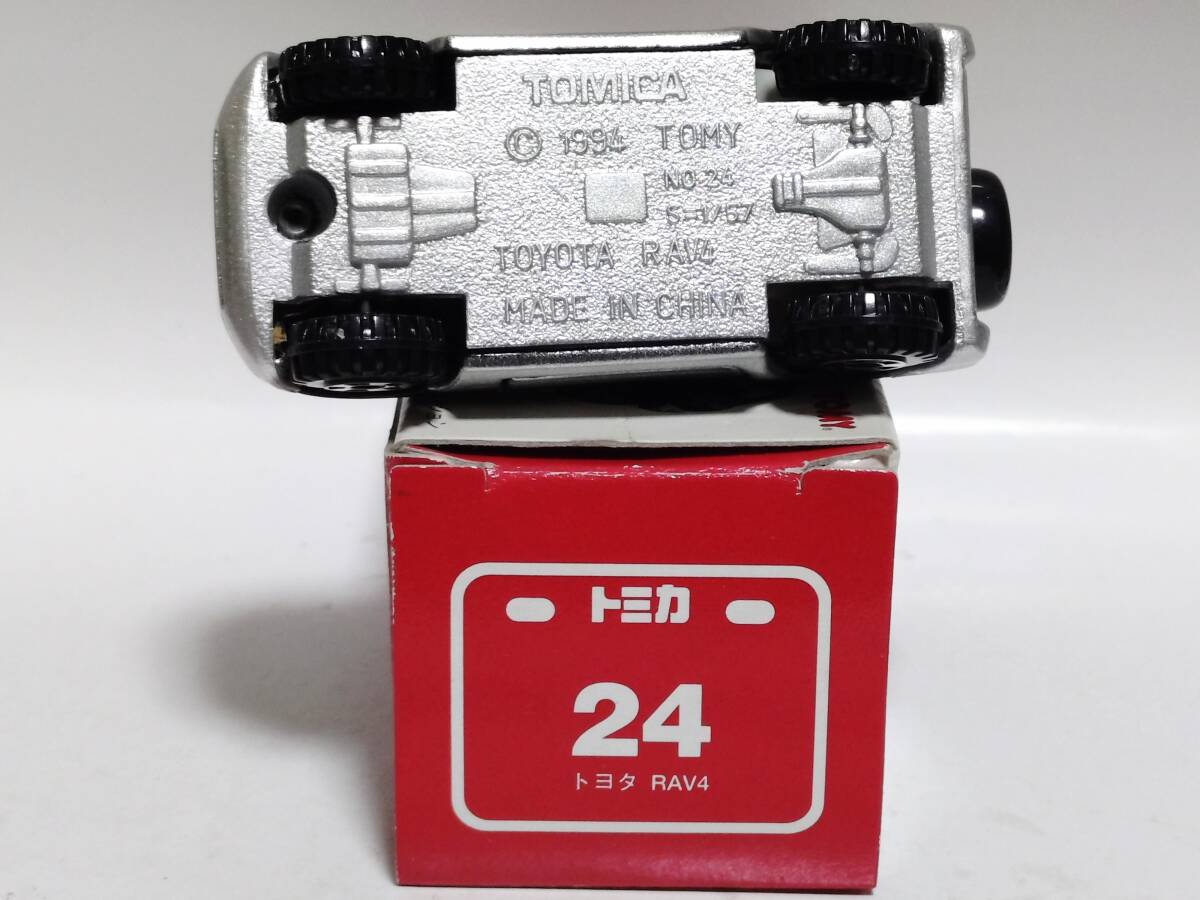 TOMICA
© 1994 TOMY
NO 24
S=1/57
TOYOTA RAV4
MADE IN CHINA
トミカ
24
トヨタ RAV4